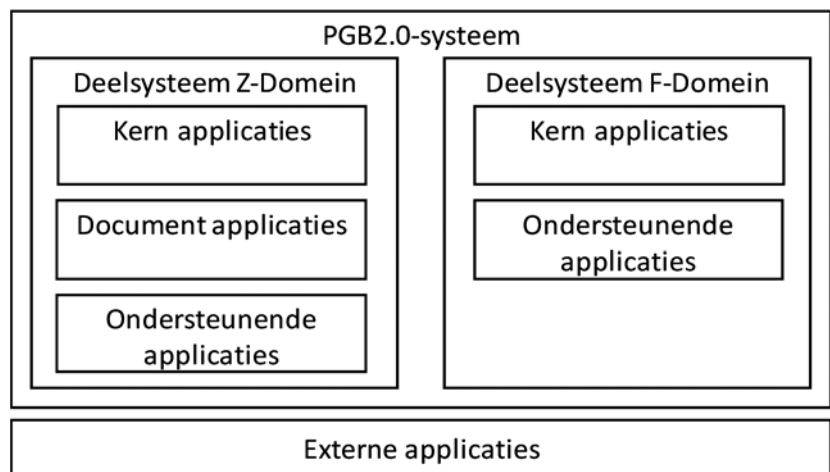 PGB2.0-systeem
Deelsysteem Z-Domein
Kern applicaties
Document applicaties
Ondersteunende
applicaties
Deelsysteem F-Domein
Kern applicaties
Ondersteunende
applicaties
Externe applicaties